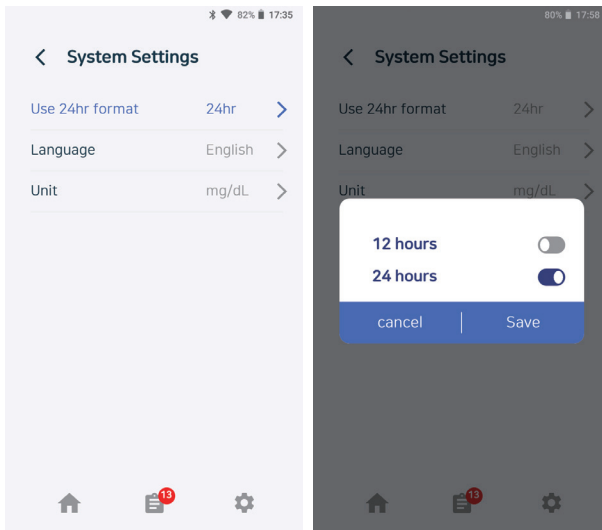 82% 17:35
System Settings
Use 24hr format 24hr
Language English
Unit mg/dL
13
80% 17:58
System Settings
Use 24hr format 24hr
Language English
Unit mg/dL
12 hours
24 hours
cancel Save
13